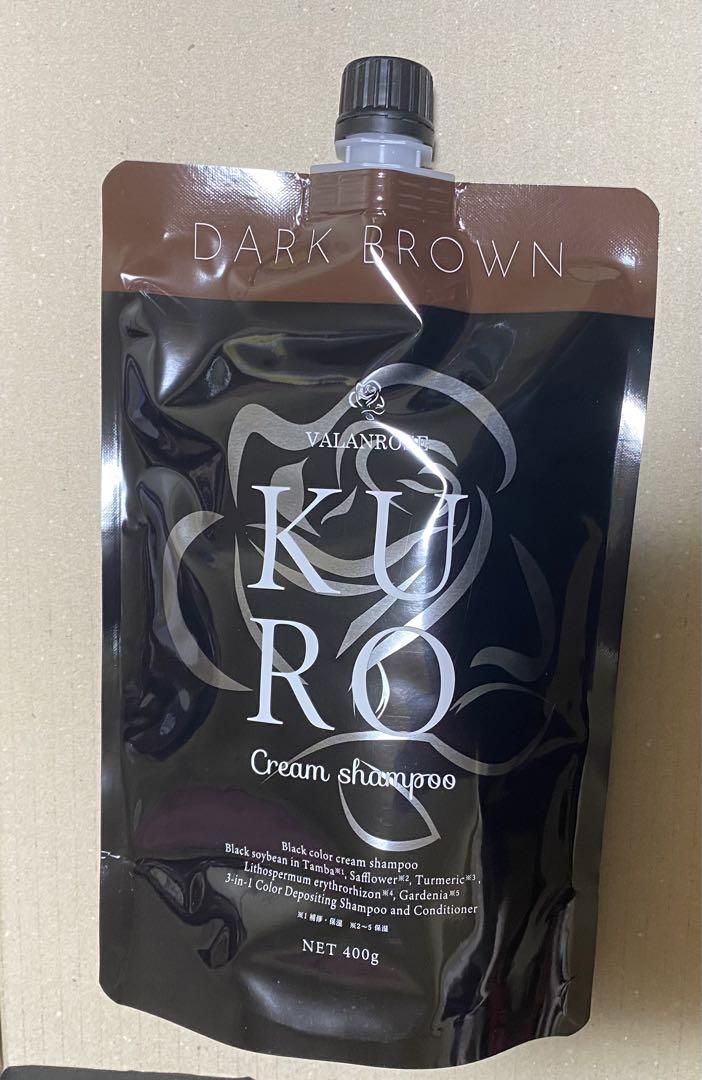 DARK BROWN
VALANROSE
KU
RO
Cream shampoo
Black color cream shampoo
Black soybean in Tamba※1, Safflower※2, Turmeric※3,
Lithospermum erythrorhizon※4, Gardenia※5
3-in-1 Color Depositing Shampoo and Conditioner
※1 補修・保湿 ※2～5 保湿
NET 400g